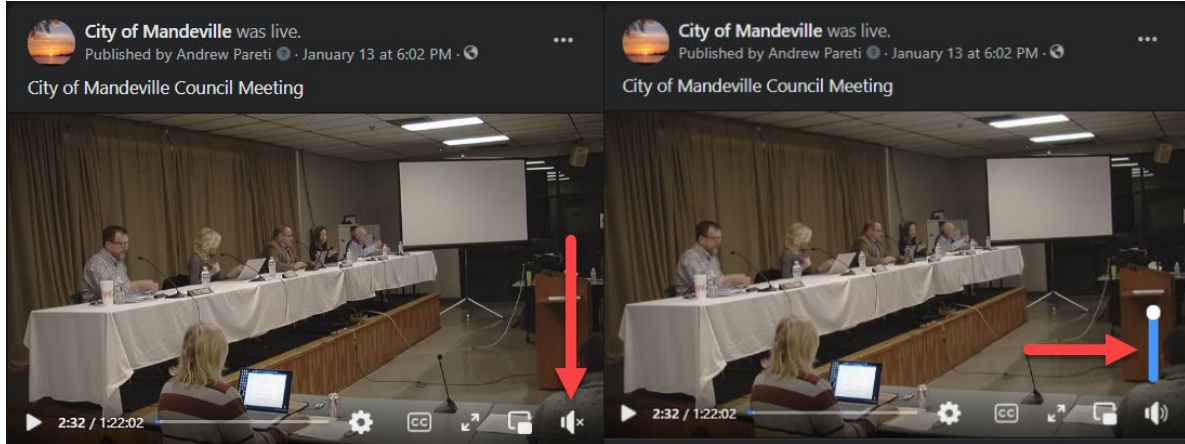 City of Mandeville was live.
Published by Andrew Pareti · January 13 at 6:02 PM ·
City of Mandeville Council Meeting
CC
2:32 / 1:22:02
City of Mandeville was live.
Published by Andrew Pareti · January 13 at 6:02 PM ·
City of Mandeville Council Meeting
CC
2:32 / 1:22:02